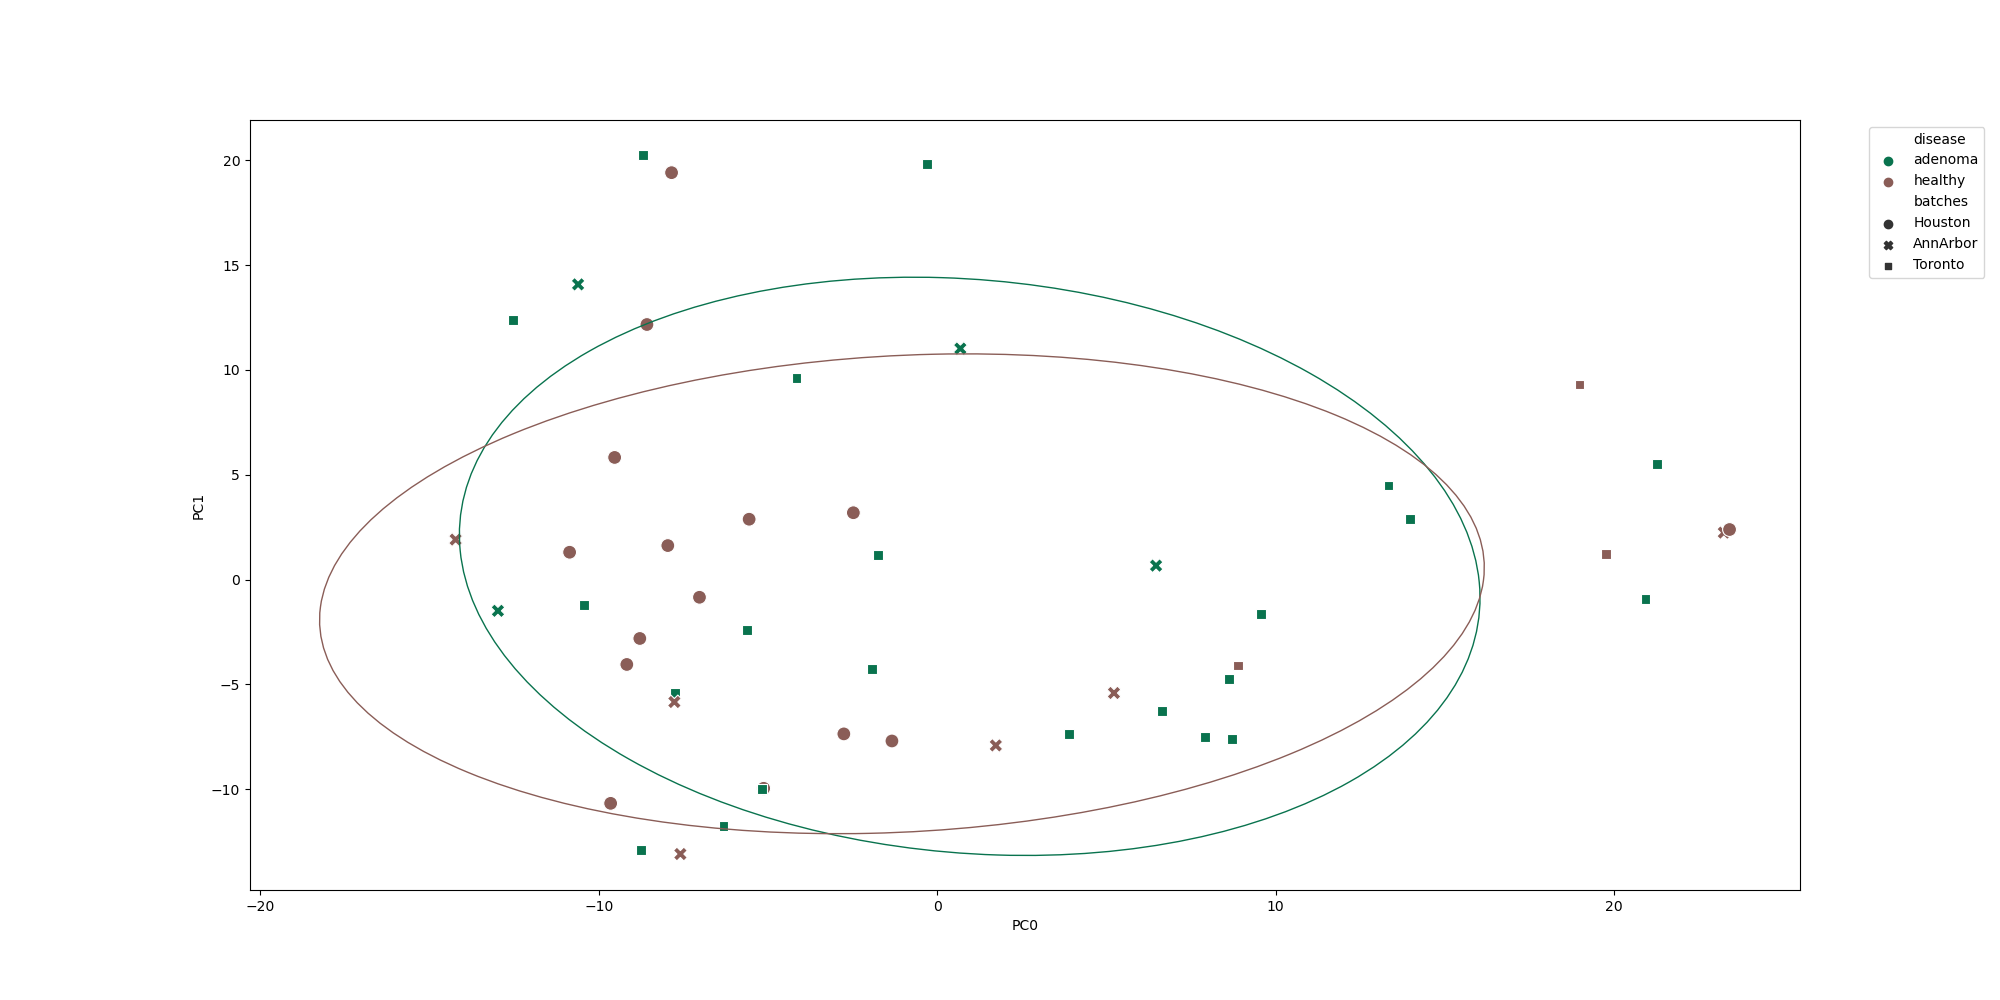 disease
adenoma
healthy
batches
Houston
AnnArbor
Toronto
20
15
10
5
0
−5
−10
PC1
−20
−10
0
10
20
PC0